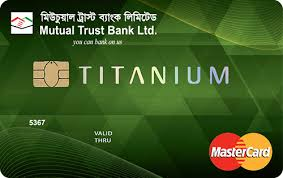 মিউচুয়াল ট্রাস্ট ব্যাংক লিমিটেড
Mutual Trust Bank Ltd.
you can bank on us
TITANIUM
5367
VALID
THRU
MasterCard